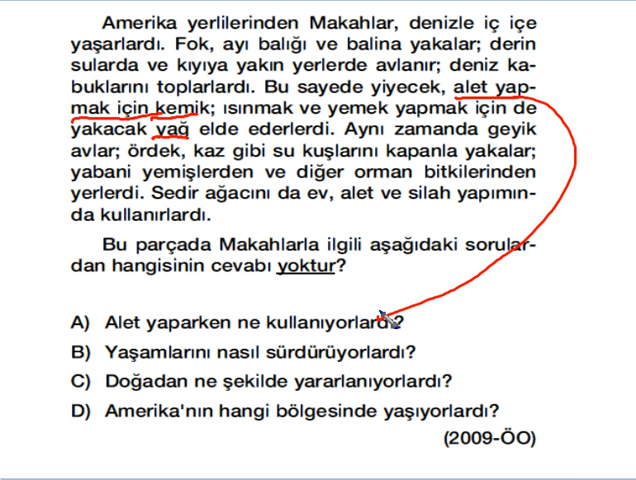 Amerika yerlilerinden Makahlar, denizle iç içe
yaşarlardı. Fok, ayı balığı ve balina yakalar; derin
sularda ve kıyıya yakın yerlerde avlanır; deniz ka-
buklarını toplarlardı. Bu sayede yiyecek, alet yap-
mak için kemik; ısınmak ve yemek yapmak için de
yakacak yağ elde ederlerdi. Aynı zamanda geyik
avlar; ördek, kaz gibi su kuşlarını kapanla yakalar;
yabani yemişlerden ve diğer orman bitkilerinden
yerlerdi. Sedir ağacını da ev, alet ve silah yapımın-
da kullanırlardı.
Bu parçada Makahlarla ilgili aşağıdaki sorular-
dan hangisinin cevabı yoktur?
A) Alet yaparken ne kullanıyorlardı?
B) Yaşamlarını nasıl sürdürüyorlardı?
C) Doğadan ne şekilde yararlanıyorlardı?
D) Amerika'nın hangi bölgesinde yaşıyorlardı?
(2009-ÖO)